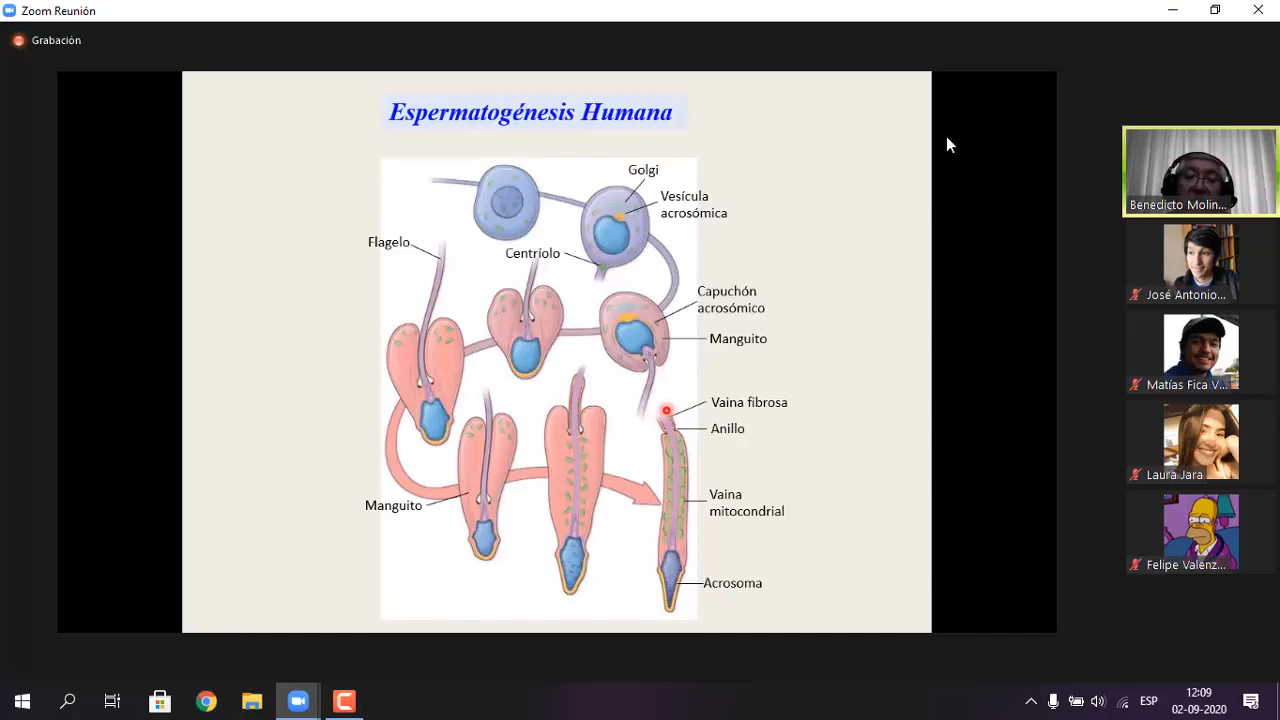 Zoom Reunión
Grabación
Espermatogénesis Humana
Golgi
Vesícula
acrosómica
Flagelo
Centríolo
Capuchón
acrosómico
Manguito
Vaina fibrosa
Anillo
Manguito
Vaina
mitocondrial
Acrosoma
Benedicto Molin...
José Antonio...
Matías Fica V...
Laura Jara
Felipe Valenz...
ESP
12:09
02-09-2020